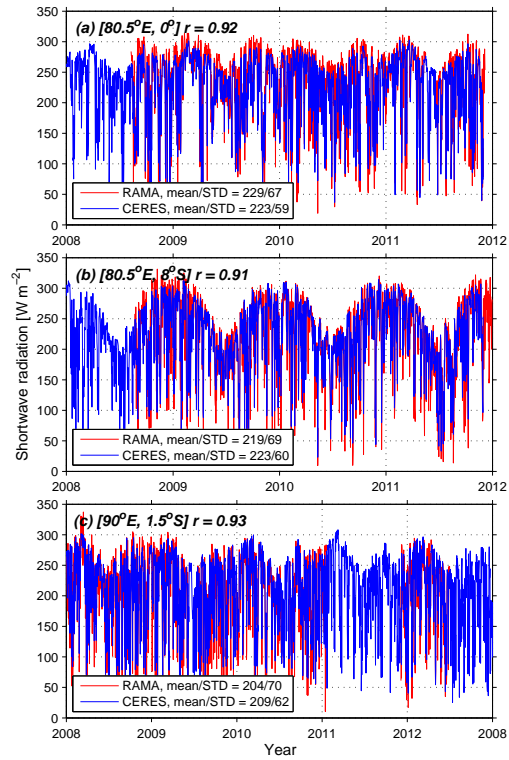 350
(a) [80.5°E, 0°] r = 0.92
300
250
200
150
100
50
0
RAMA, mean/STD = 229/67
CERES, mean/STD = 223/59
2008 2009 2010 2011 2012
350
(b) [80.5°E, 8°S] r = 0.91
300
250
200
150
100
50
0
RAMA, mean/STD = 219/69
CERES, mean/STD = 223/60
2008 2009 2010 2011 2012
Shortwave radiation [W m⁻²]
350
(c) [90°E, 1.5°S] r = 0.93
300
250
200
150
100
50
0
RAMA, mean/STD = 204/70
CERES, mean/STD = 209/62
2008 2009 2010 2011 2012 2008
Year